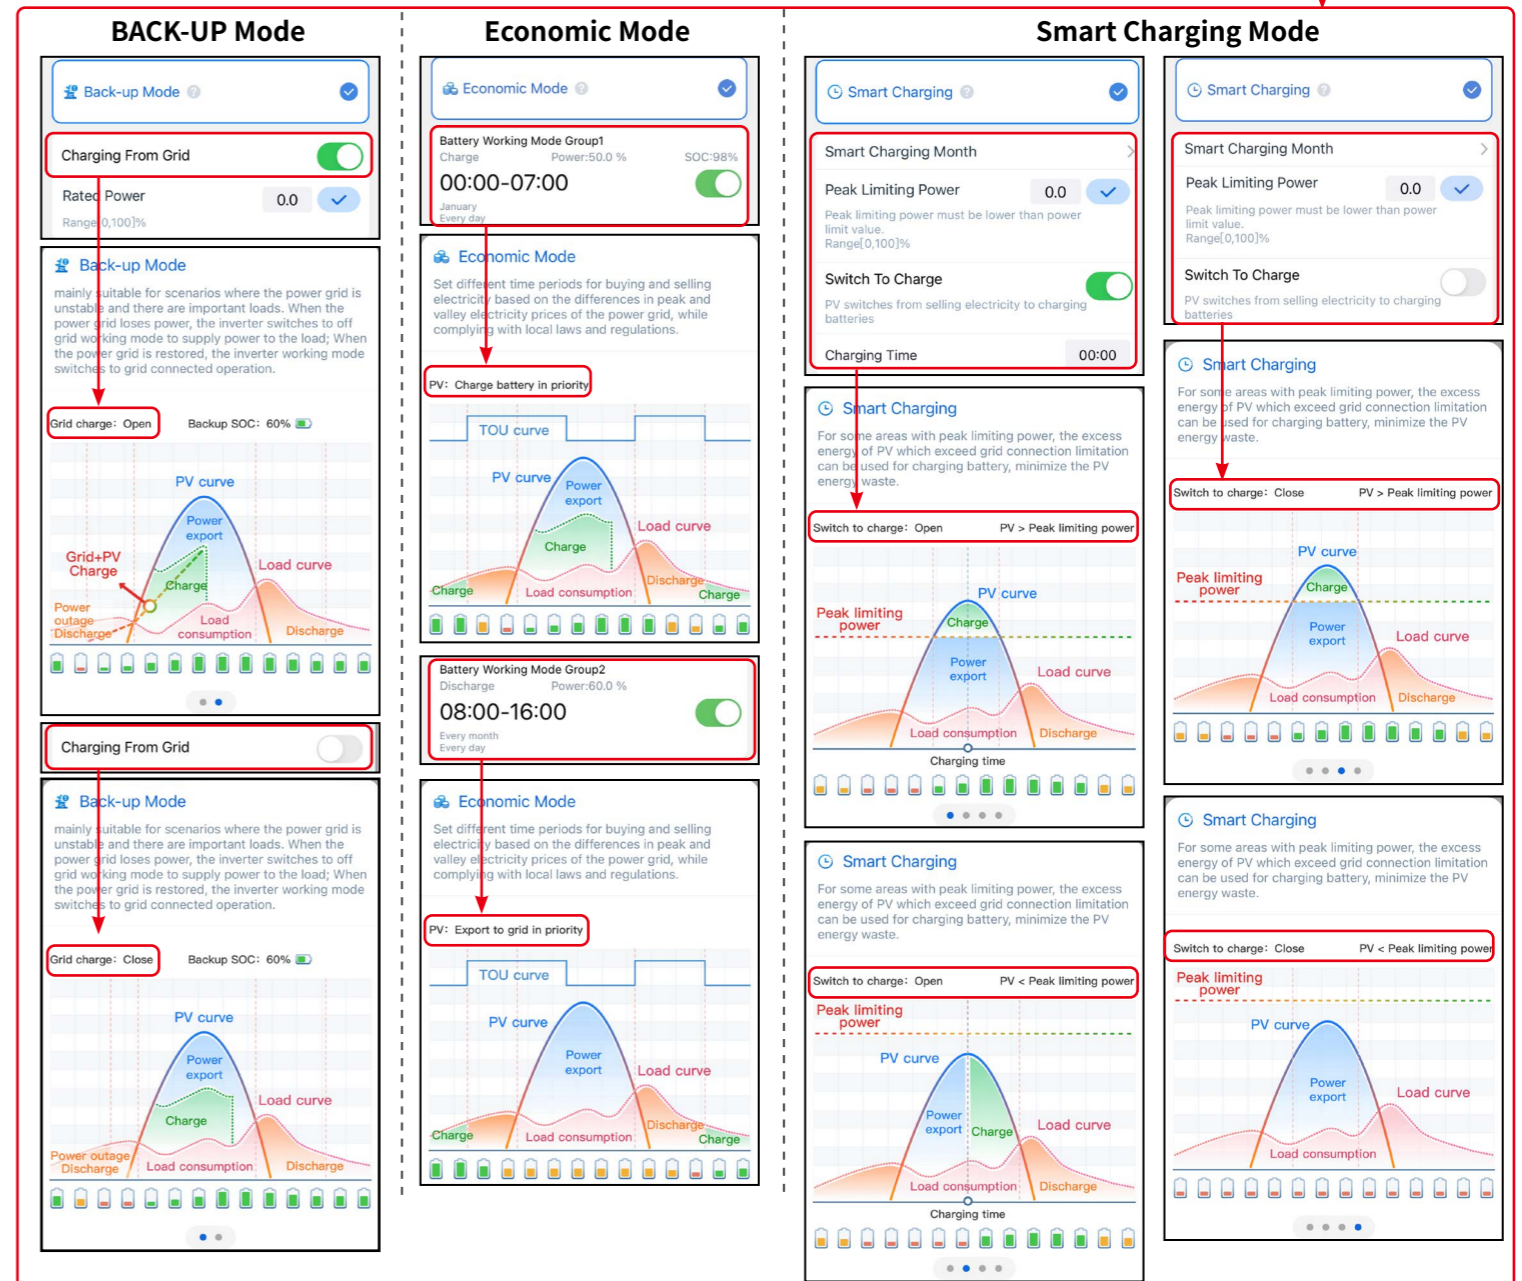 BACK-UP Mode
Back-up Mode
Charging From Grid
Rated Power
0.0
Range[0,100]%
Back-up Mode
mainly suitable for scenarios where the power grid is
unstable and there are important loads. When the
power grid loses power, the inverter switches to off
grid working mode to supply power to the load; When
the power grid is restored, the inverter working mode
switches to grid connected operation.
Grid charge: Open Backup SOC: 60%
PV curve
Power
export
Grid+PV
Charge
Load curve
Charge
Power
outage
Discharge
Load
consumption
Discharge
Charging From Grid
Back-up Mode
mainly suitable for scenarios where the power grid is
unstable and there are important loads. When the
power grid loses power, the inverter switches to off
grid working mode to supply power to the load; When
the power grid is restored, the inverter working mode
switches to grid connected operation.
Grid charge: Close Backup SOC: 60%
PV curve
Power
export
Load curve
Charge
Power outage
Discharge
Load consumption
Discharge
Economic Mode
Economic Mode
Battery Working Mode Group1
Charge Power:50.0 % SOC:98%
00:00-07:00
January
Every day
Economic Mode
Set different time periods for buying and selling
electricity based on the differences in peak and
valley electricity prices of the power grid, while
complying with local laws and regulations.
PV: Charge battery in priority
TOU curve
PV curve
Power
export
Load curve
Charge
Discharge
Charge
Load consumption
Charge
Battery Working Mode Group2
Discharge Power:60.0 %
08:00-16:00
Every month
Every day
Economic Mode
Set different time periods for buying and selling
electricity based on the differences in peak and
valley electricity prices of the power grid, while
complying with local laws and regulations.
PV: Export to grid in priority
TOU curve
PV curve
Power
export
Load curve
Discharge
Charge
Load consumption
Charge
Smart Charging Mode
Smart Charging
Smart Charging Month
Peak Limiting Power
0.0
Peak limiting power must be lower than power
limit value.
Range[0,100]%
Switch To Charge
PV switches from selling electricity to charging
batteries
Charging Time
00:00
Smart Charging
For some areas with peak limiting power, the excess
energy of PV which exceed grid connection limitation
can be used for charging battery, minimize the PV
energy waste.
Switch to charge: Open PV > Peak limiting power
PV curve
Peak limiting
power
Charge
Power
export
Load curve
Load consumption
Discharge
Charging time
Smart Charging
For some areas with peak limiting power, the excess
energy of PV which exceed grid connection limitation
can be used for charging battery, minimize the PV
energy waste.
Switch to charge: Open PV < Peak limiting power
Peak limiting
power
PV curve
Power
export
Charge
Load curve
Load consumption
Discharge
Charging time
Smart Charging
Smart Charging Month
Peak Limiting Power
0.0
Peak limiting power must be lower than power
limit value.
Range[0,100]%
Switch To Charge
PV switches from selling electricity to charging
batteries
Smart Charging
For some areas with peak limiting power, the excess
energy of PV which exceed grid connection limitation
can be used for charging battery, minimize the PV
energy waste.
Switch to charge: Close PV > Peak limiting power
PV curve
Peak limiting
power
Charge
Power
export
Load curve
Load consumption
Discharge
Smart Charging
For some areas with peak limiting power, the excess
energy of PV which exceed grid connection limitation
can be used for charging battery, minimize the PV
energy waste.
Switch to charge: Close PV < Peak limiting power
Peak limiting
power
PV curve
Power
export
Load curve
Load consumption